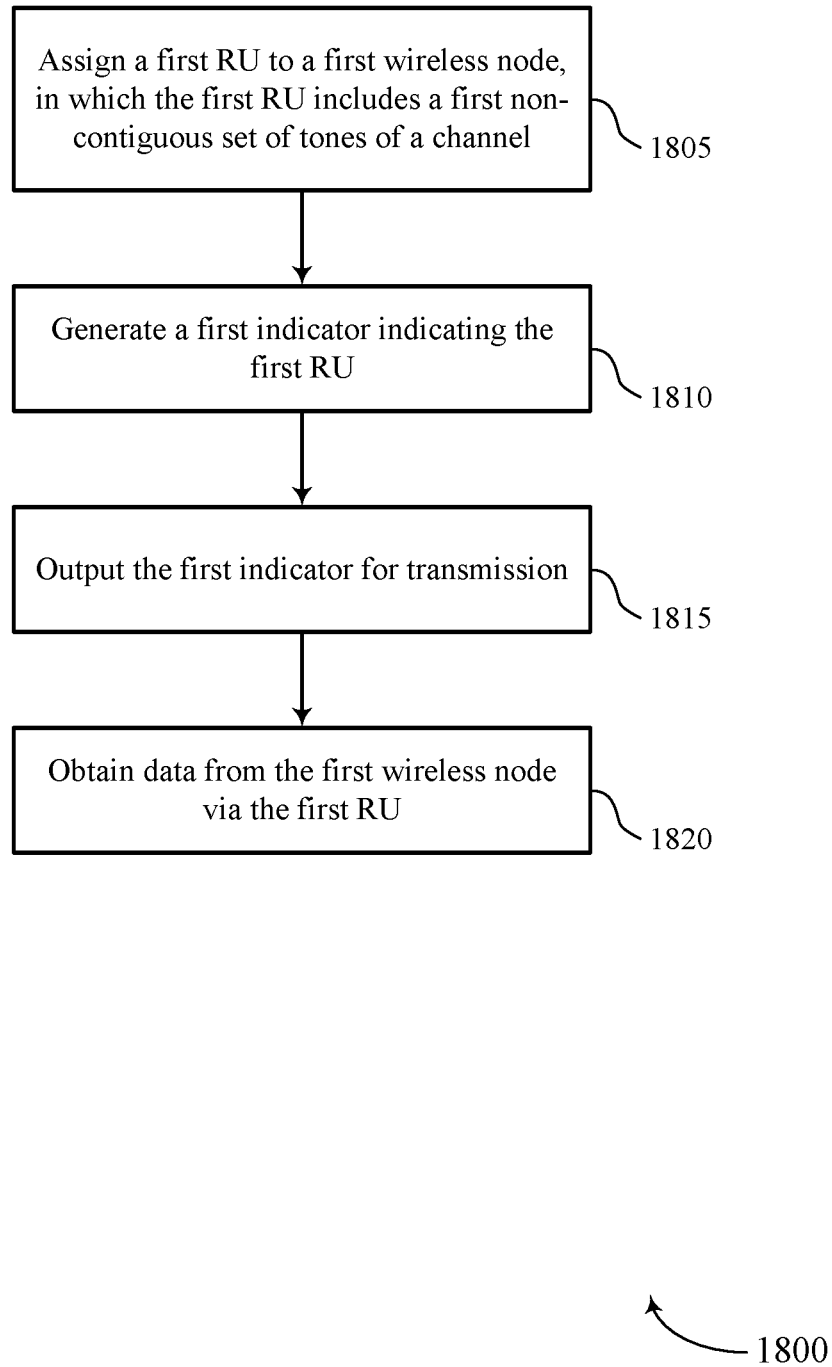 Assign a first RU to a first wireless node,
in which the first RU includes a first non-
contiguous set of tones of a channel
1805
Generate a first indicator indicating the
first RU
1810
Output the first indicator for transmission
1815
Obtain data from the first wireless node
via the first RU
1820
1800